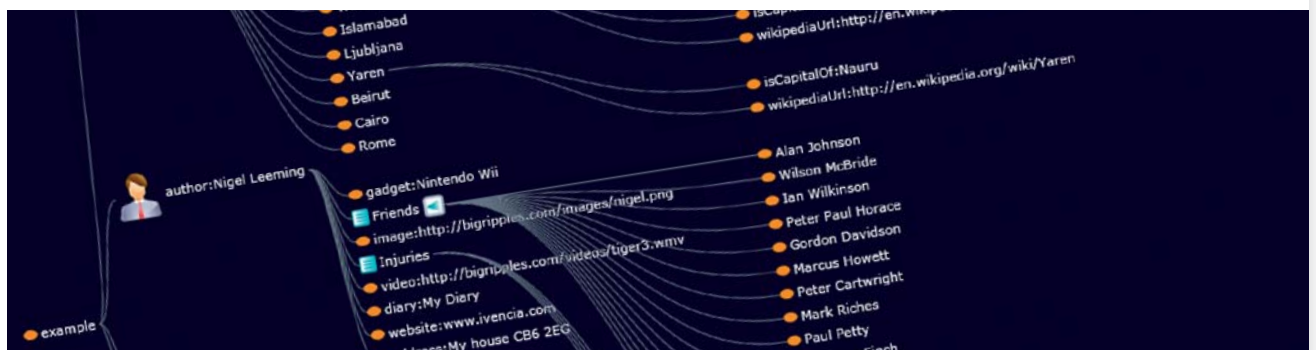 Islamabad
Ljubljana
Yaren
Beirut
Cairo
Rome
wikipediaUrl:http://en.
isCapitalOf:Nauru
wikipediaUrl:http://en.wikipedia.org/wiki/Yaren
example
author:Nigel Leeming
gadget:Nintendo Wii
Friends
image:http://bigripples.com/images/nigel.png
Injuries
video:http://bigripples.com/videos/tiger3.wmv
diary:My Diary
website:www.ivencia.com
My house CB6 2EG
Alan Johnson
Wilson McBride
Ian Wilkinson
Peter Paul Horace
Gordon Davidson
Marcus Howett
Peter Cartwright
Mark Riches
Paul Petty